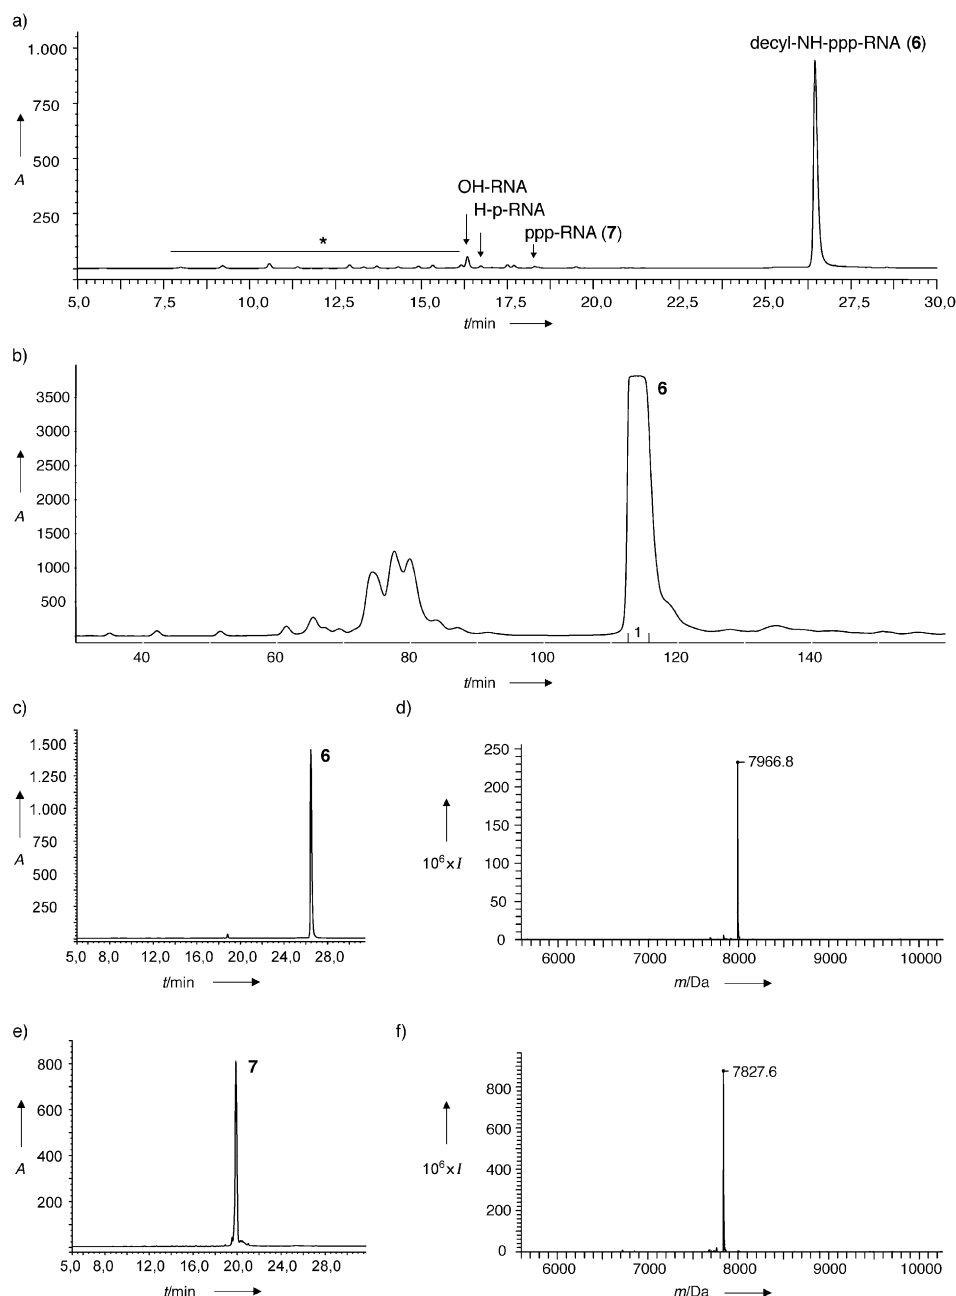 a)
1.000
750
500
250
A
decyl-NH-ppp-RNA (6)
OH-RNA
H-p-RNA
ppp-RNA (7)
*
5,0 7,5 10,0 12,5 15,0 17,5 20,0 22,5 25,0 27,5 30,0
t/min
b)
3500
3000
2500
2000
1500
1000
500
A
6
1
40 60 80 100 120 140
t/min
c)
1.500
1.250
1.000
750
500
250
A
6
5,0 8,0 12,0 16,0 20,0 24,0 28,0
t/min
d)
250
200
150
100
50
0
10⁶x I
7966.8
6000 7000 8000 9000 10000
m/Da
e)
800
600
400
200
A
7
5,0 8,0 12,0 16,0 20,0 24,0 28,0
t/min
f)
800
600
400
200
0
10⁶x I
7827.6
6000 7000 8000 9000 10000
m/Da